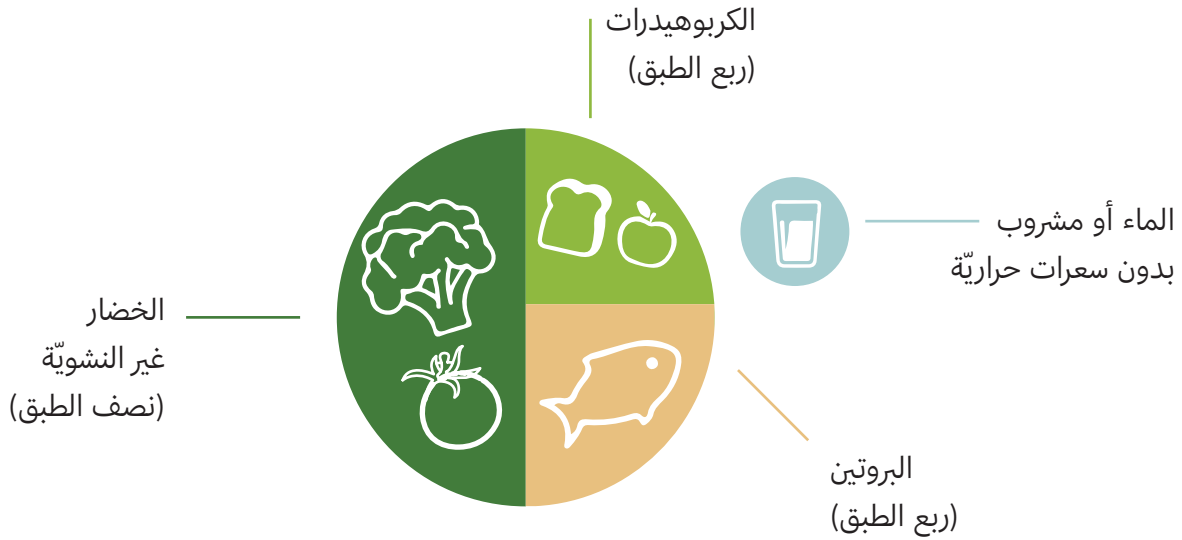 الكربوهيدرات
(ربع الطبق)
الماء أو مشروب
بدون سعرات حراريّة
الخضار
غير النشويّة
(نصف الطبق)
البروتين
(ربع الطبق)